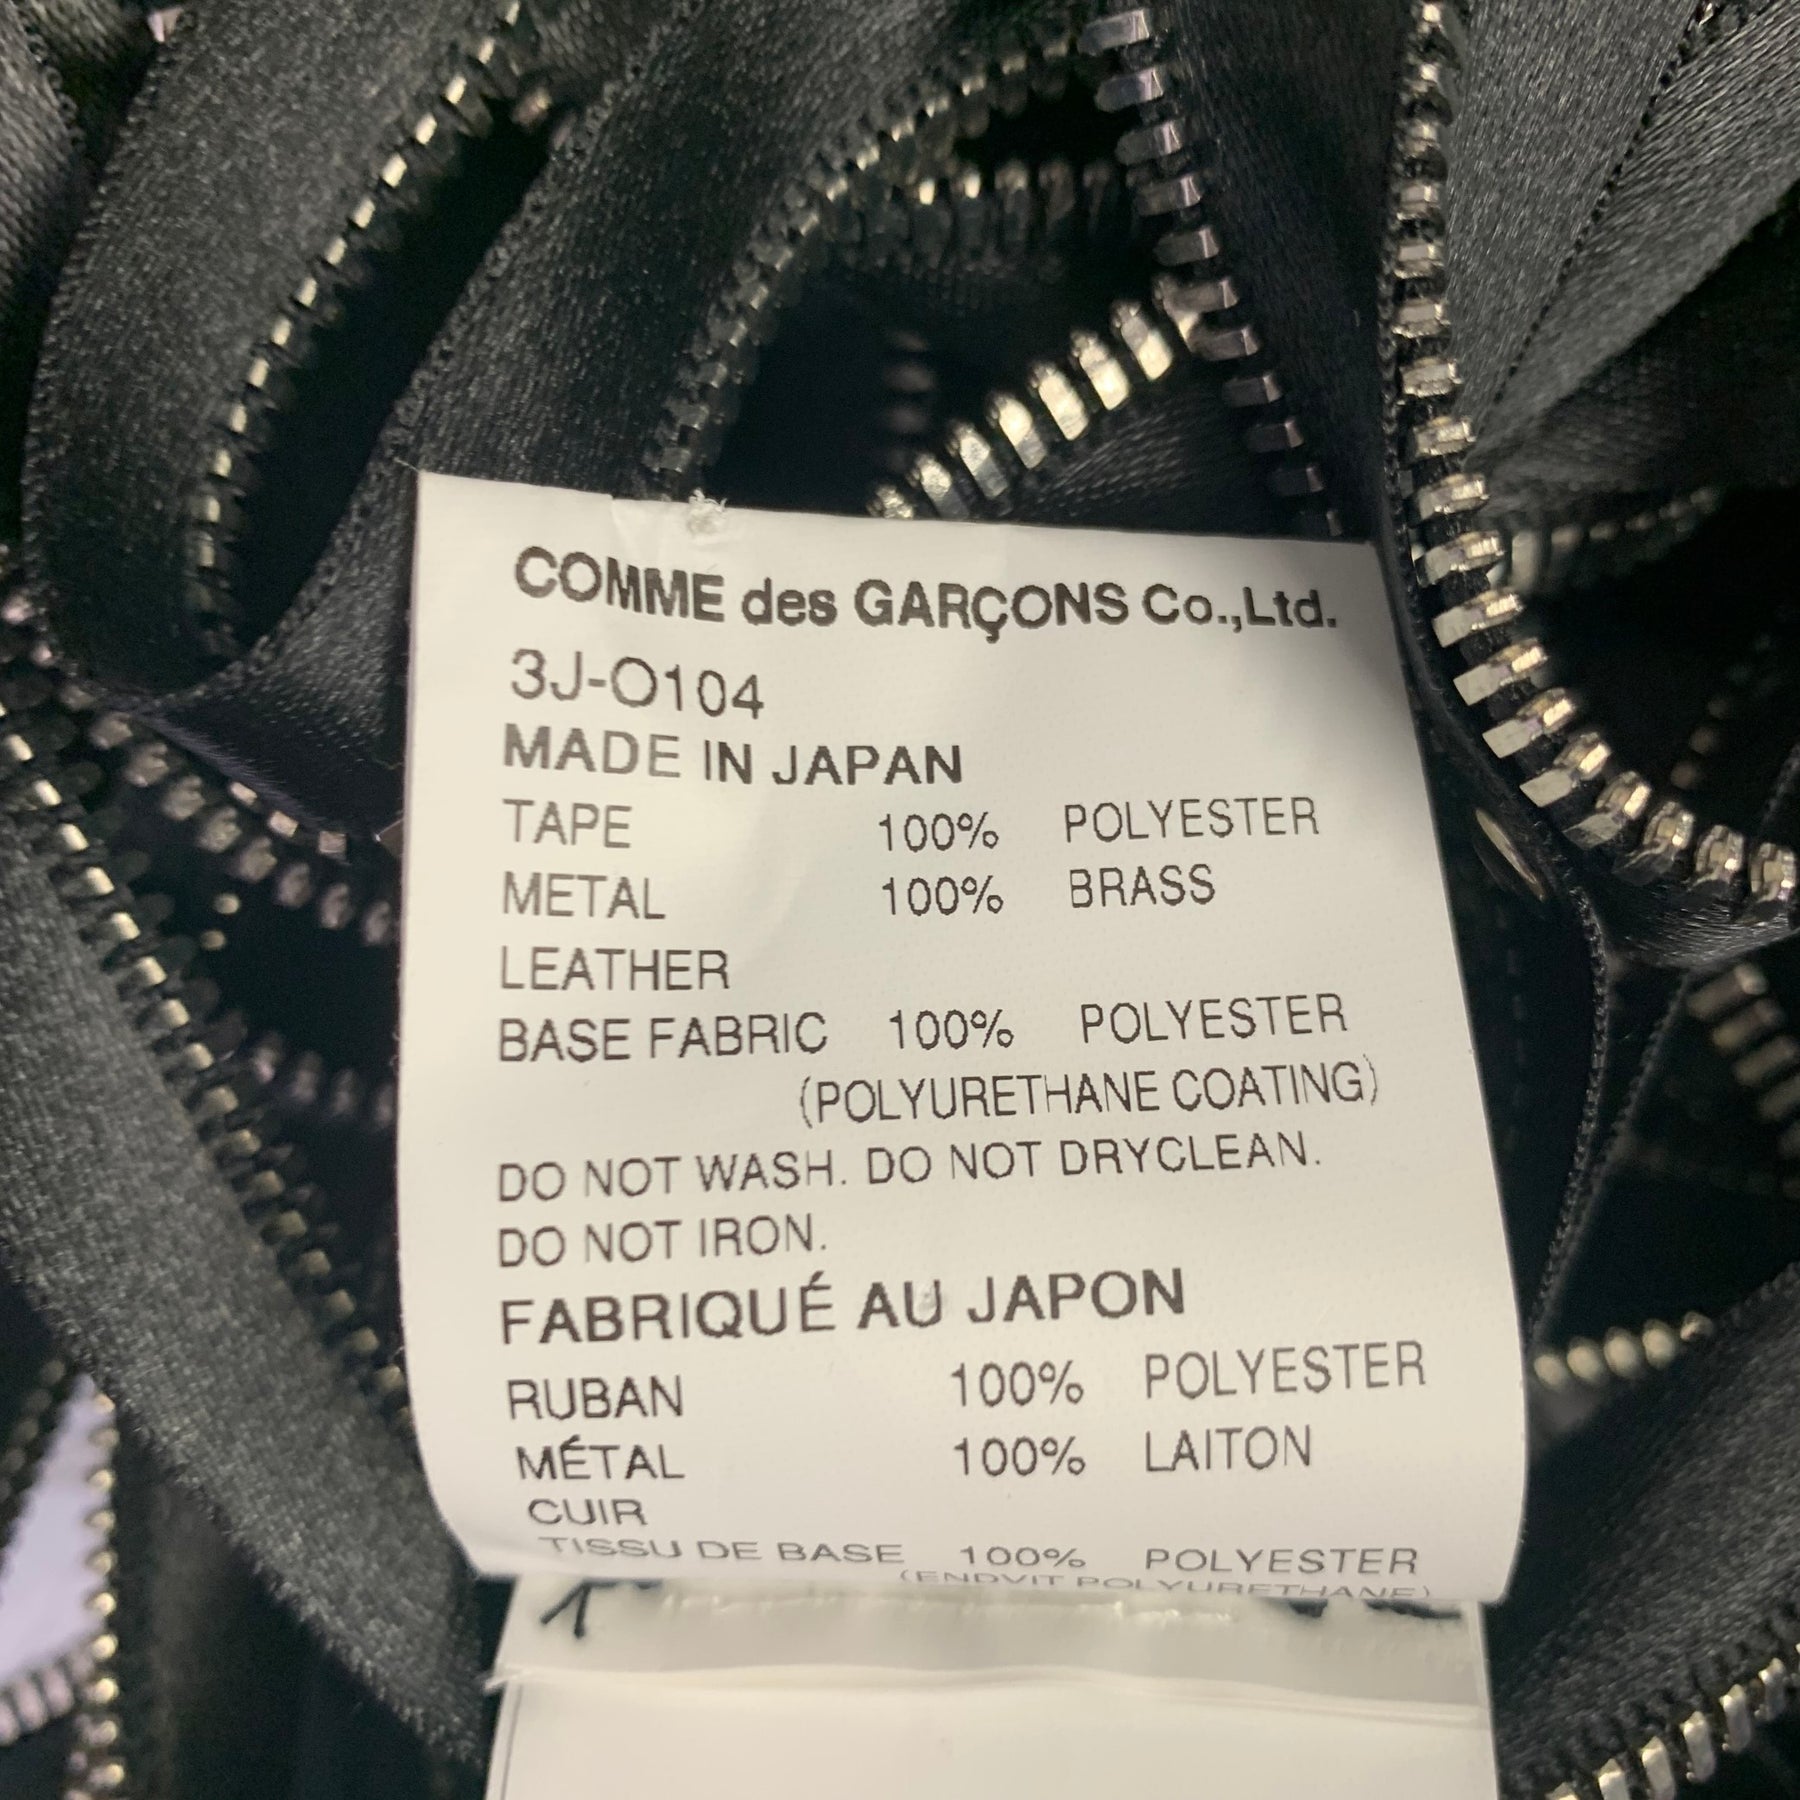 COMME des GARÇONS Co.,Ltd.
3J-O104
MADE IN JAPAN
TAPE 100% POLYESTER
METAL 100% BRASS
LEATHER
BASE FABRIC 100% POLYESTER
(POLYURETHANE COATING)
DO NOT WASH. DO NOT DRYCLEAN.
DO NOT IRON.
FABRIQUÉ AU JAPON
RUBAN 100% POLYESTER
MÉTAL 100% LAITON
CUIR
TISSU DE BASE 100% POLYESTER
(ENDVIT POLYURETHANE)